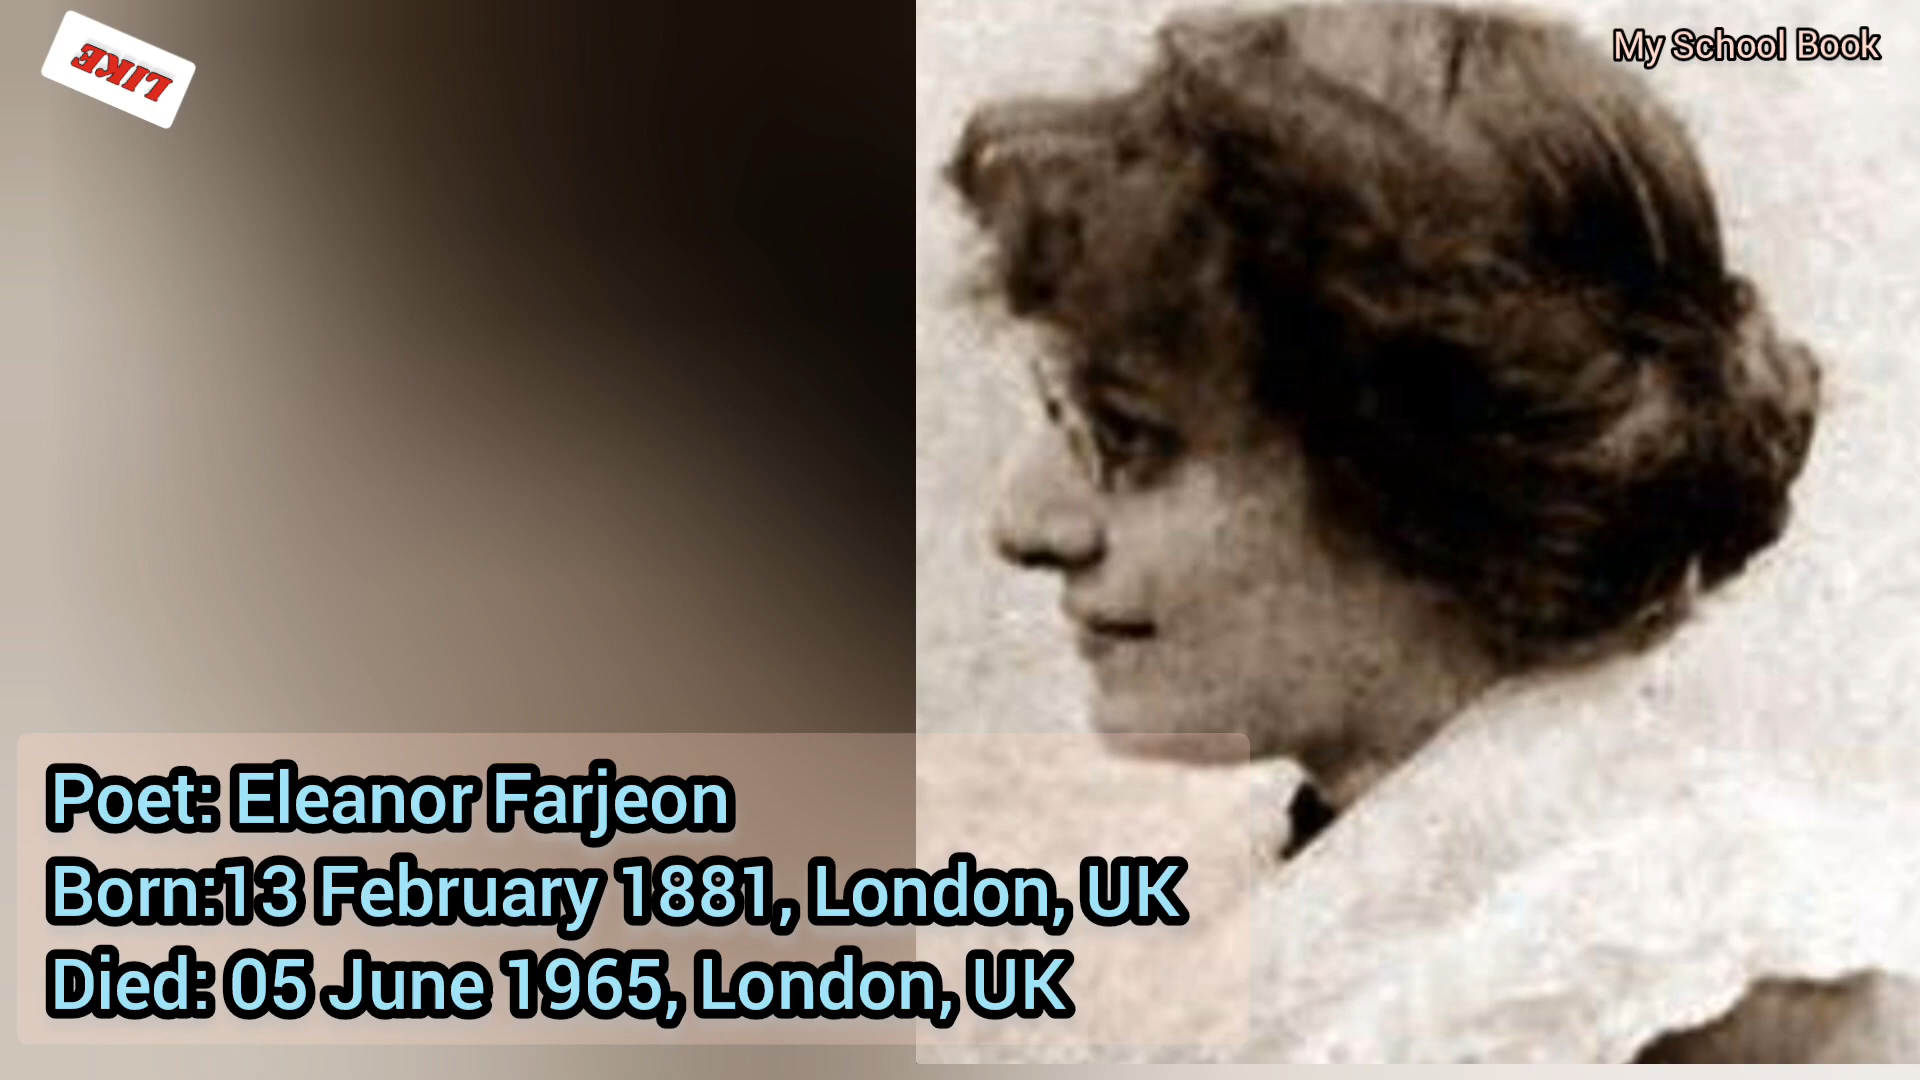 LIKE
My School Book
Poet: Eleanor Farjeon
Born:13 February 1881, London, UK
Died: 05 June 1965, London, UK